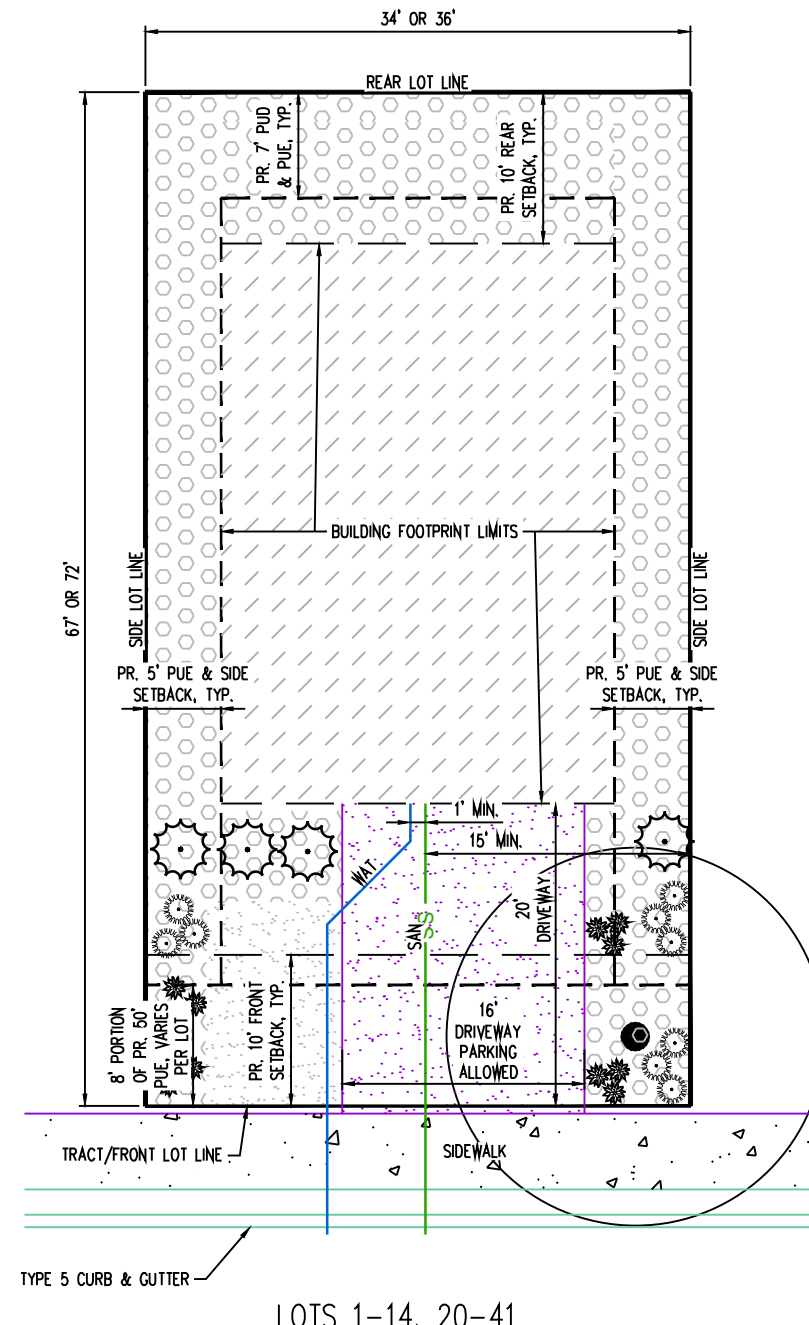 34' OR 36'
REAR LOT LINE
PR. 7' PUD
& PUE, TYP.
PR. 10' REAR
SETBACK, TYP.
BUILDING FOOTPRINT LIMITS
67' OR 72'
SIDE LOT LINE
SIDE LOT LINE
PR. 5' PUE & SIDE
SETBACK, TYP.
PR. 5' PUE & SIDE
SETBACK, TYP.
1' MIN.
15' MIN.
WAT
SAN
SS
20'
DRIVEWAY
8' PORTION
OF PR. 50'
PUE, VARIES
PER LOT
PR. 10' FRONT
SETBACK, TYP.
16'
DRIVEWAY
PARKING
ALLOWED
TRACT/FRONT LOT LINE
SIDEWALK
TYPE 5 CURB & GUTTER
LOTS 1-14, 20-41